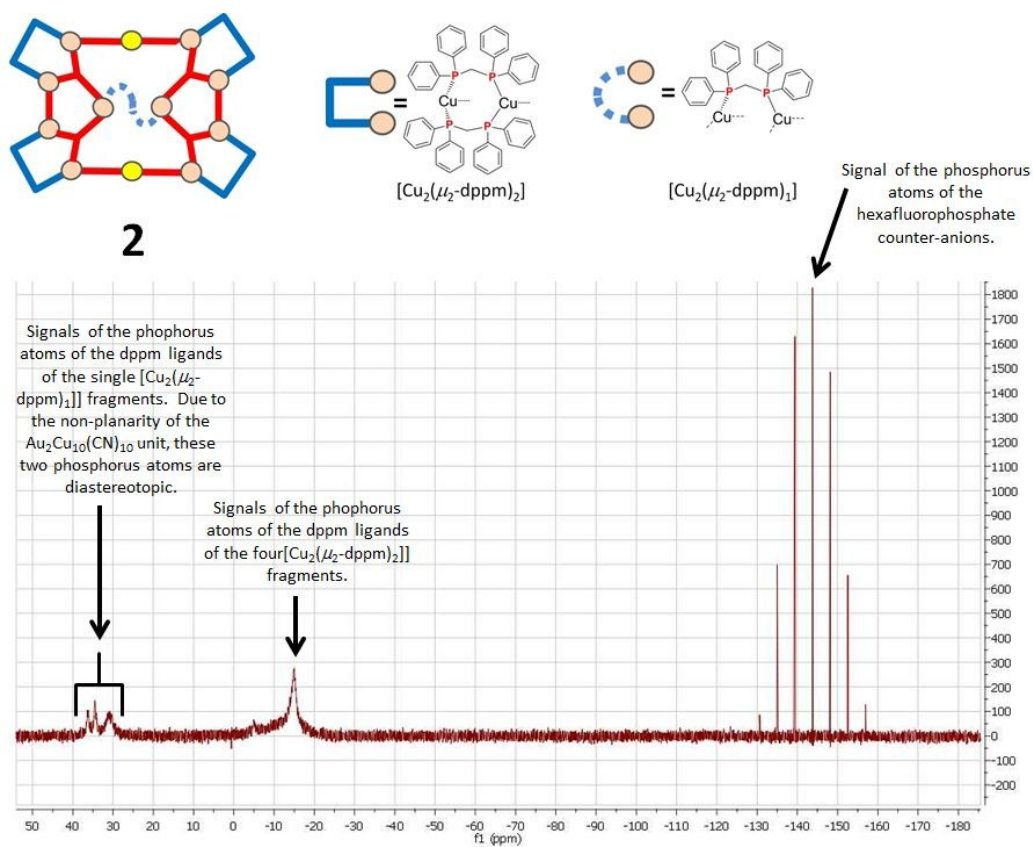 P P
= Cu Cu
P P
[Cu₂(μ₂-dppm)₂]
P P
= Cu Cu
[Cu₂(μ₂-dppm)₁]
2
Signal of the phosphorus
atoms of the
hexafluorophosphate
counter-anions.
Signals of the phophorus
atoms of the dppm ligands
of the single [Cu₂(μ₂-
dppm)₁]] fragments. Due to
the non-planarity of the
Au₂Cu₁₀(CN)₁₀ unit, these
two phosphorus atoms are
diastereotopic.
Signals of the phophorus
atoms of the dppm ligands
of the four[Cu₂(μ₂-dppm)₂]]
fragments.
1800
1700
1600
1500
1400
1300
1200
1100
1000
900
800
700
600
500
400
300
200
100
0
-100
-200
50 40 30 20 10 0 -10 -20 -30 -40 -50 -60 -70 -80 -90 -100 -110 -120 -130 -140 -150 -160 -170 -180
f1 (ppm)